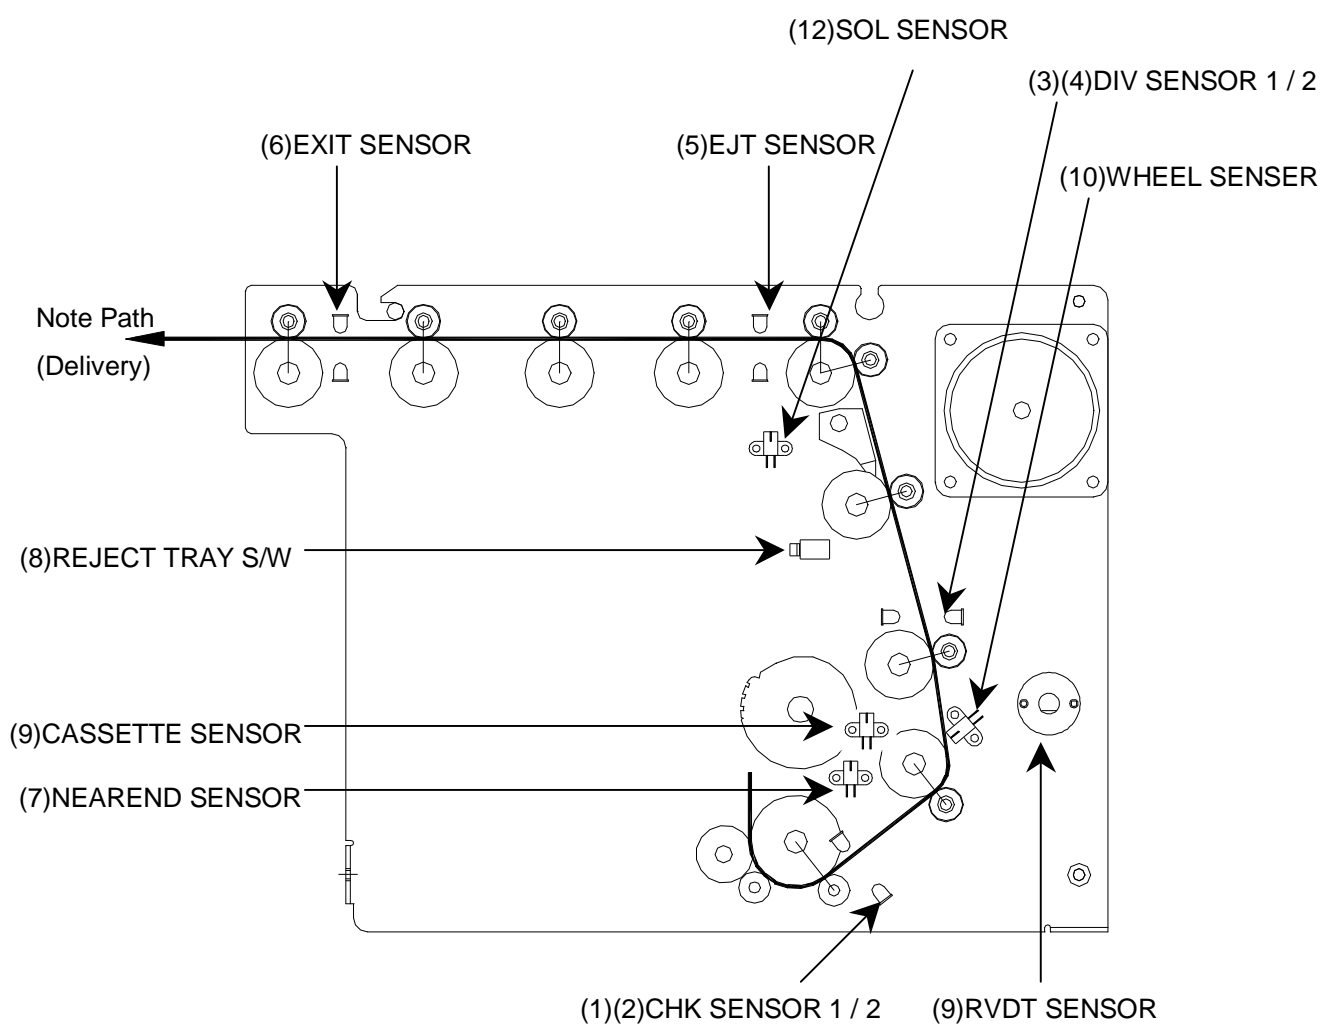 (12)SOL SENSOR
(3)(4)DIV SENSOR 1 / 2
(6)EXIT SENSOR
(5)EJT SENSOR
(10)WHEEL SENSER
Note Path
(Delivery)
(8)REJECT TRAY S/W
(9)CASSETTE SENSOR
(7)NEAREND SENSOR
(1)(2)CHK SENSOR 1 / 2
(9)RVDT SENSOR